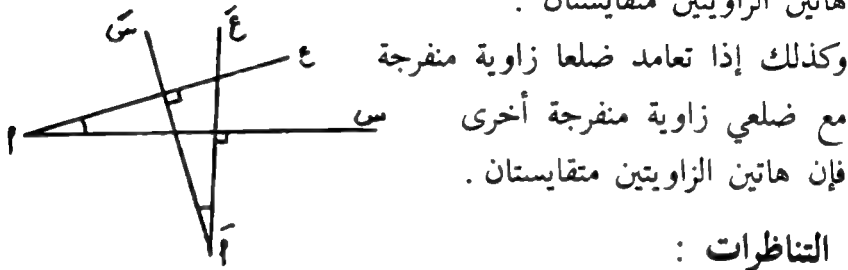 هاتين الزاويتين متقايستان .
وكذلك إذا تعامد ضلعا زاوية منفرجة
مع ضلعي زاوية منفرجة أخرى
فإن هاتين الزاويتين متقايستان .
التناظرات :
سَ
عَ
ع
س
م
مَ